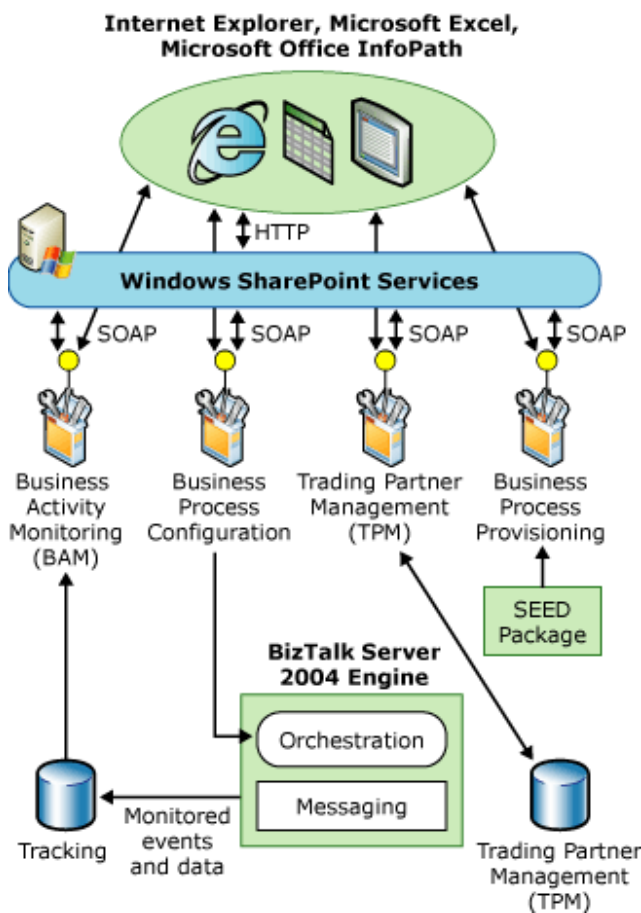 Internet Explorer, Microsoft Excel,
Microsoft Office InfoPath
HTTP
Windows SharePoint Services
SOAP
SOAP
SOAP
SOAP
Business
Activity
Monitoring
(BAM)
Business
Process
Configuration
Trading Partner
Management
(TPM)
Business
Process
Provisioning
SEED
Package
BizTalk Server
2004 Engine
Orchestration
Messaging
Tracking
Monitored
events
and data
Trading Partner
Management
(TPM)